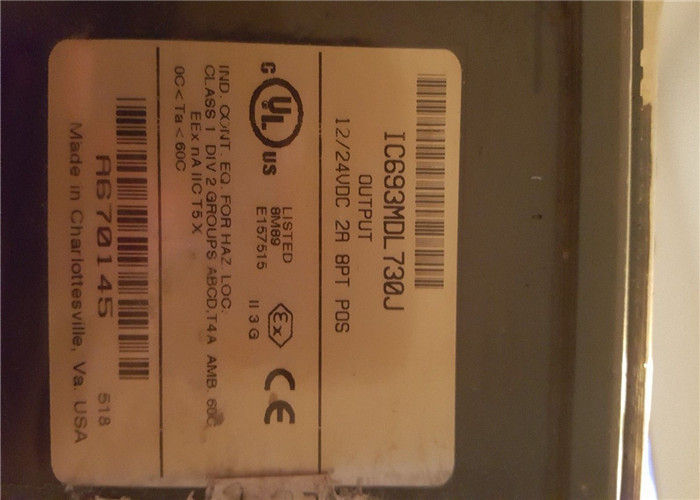 IC693MDL730J
OUTPUT
12/24VDC 2A 8PT POS
C UL US
LISTED
8M89
E157515
Ex
II 3 G
CE
IND. CONT. EQ. FOR HAZ. LOC.
CLASS 1 DIV 2 GROUPS ABCD,T4A AMB 60C
EEx nA IIC T5 X
0C<Ta<60C
A670145 518
Made in Charlottesville, Va. USA